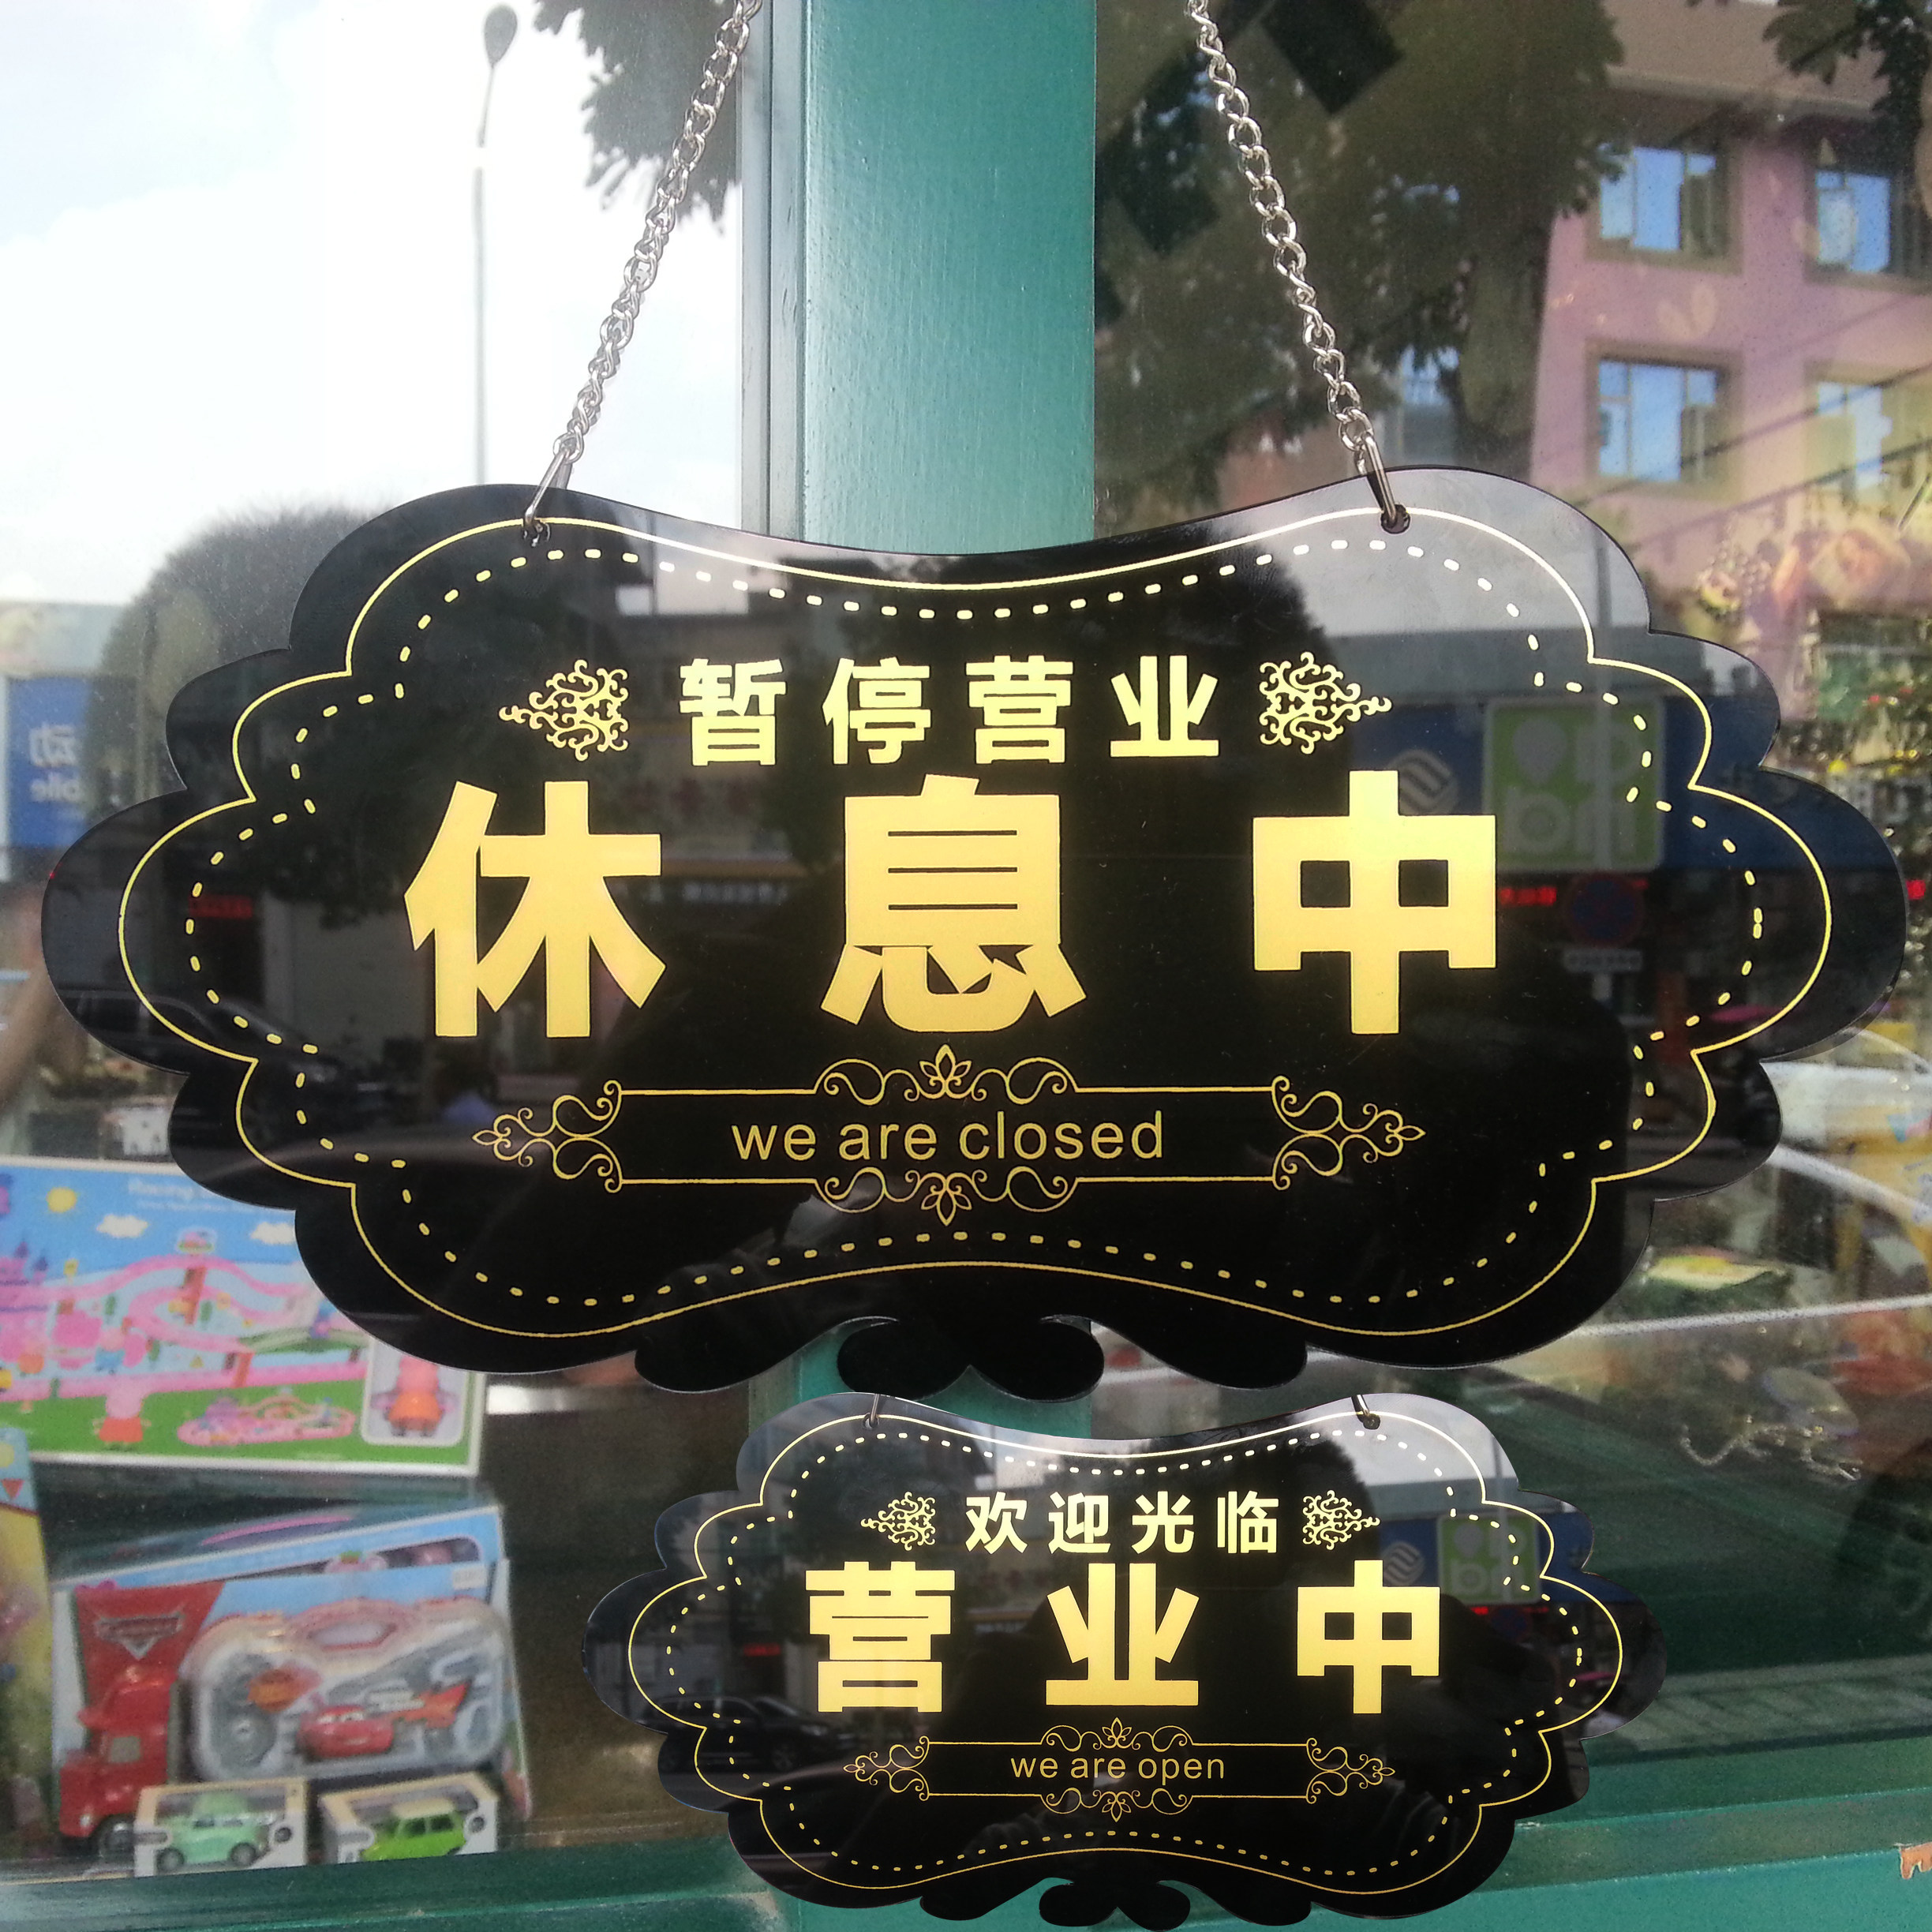 暂停营业
休息中
we are closed
欢迎光临
营业中
we are open